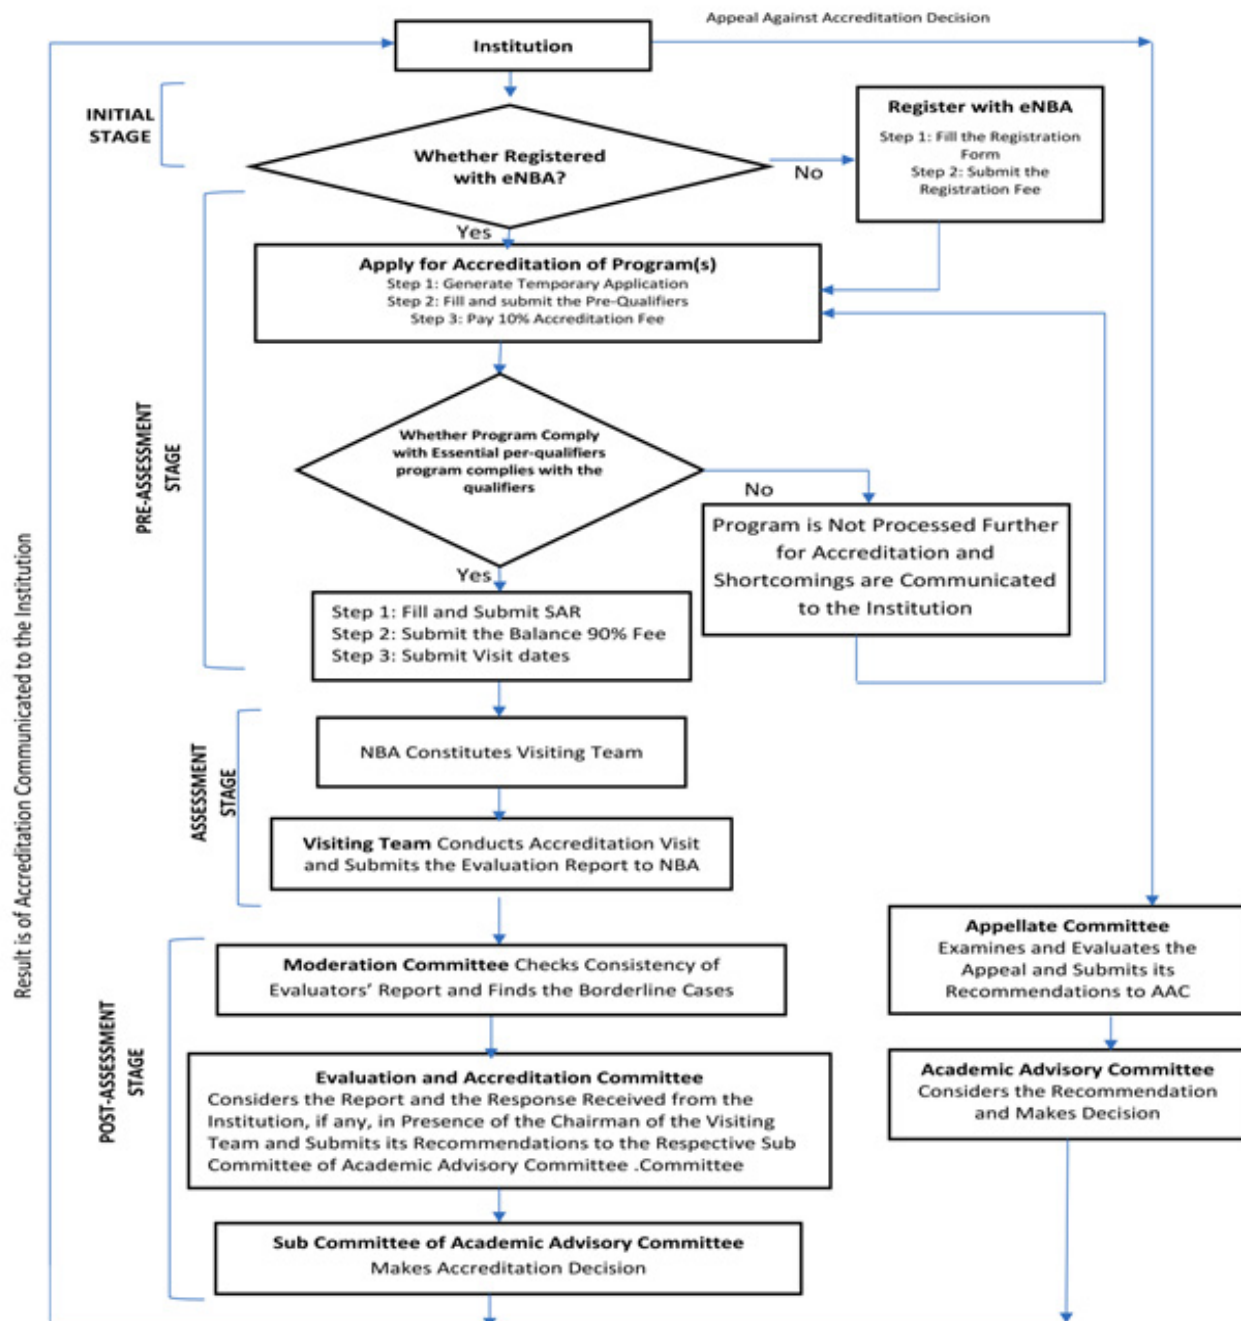 Appeal Against Accreditation Decision
Institution
INITIAL
STAGE
Whether Registered
with eNBA?
No
Register with eNBA
Step 1: Fill the Registration
Form
Step 2: Submit the
Registration Fee
Yes
Apply for Accreditation of Program(s)
Step 1: Generate Temporary Application
Step 2: Fill and submit the Pre-Qualifiers
Step 3: Pay 10% Accreditation Fee
PRE-ASSESSMENT
STAGE
Whether Program Comply
with Essential per-qualifiers
program complies with the
qualifiers
No
Program is Not Processed Further
for Accreditation and
Shortcomings are Communicated
to the Institution
Yes
Step 1: Fill and Submit SAR
Step 2: Submit the Balance 90% Fee
Step 3: Submit Visit dates
Result is of Accreditation Communicated to the Institution
ASSESSMENT
STAGE
NBA Constitutes Visiting Team
Visiting Team Conducts Accreditation Visit
and Submits the Evaluation Report to NBA
POST-ASSESSMENT
STAGE
Moderation Committee Checks Consistency of
Evaluators’ Report and Finds the Borderline Cases
Evaluation and Accreditation Committee
Considers the Report and the Response Received from the
Institution, if any, in Presence of the Chairman of the Visiting
Team and Submits its Recommendations to the Respective Sub
Committee of Academic Advisory Committee .Committee
Sub Committee of Academic Advisory Committee
Makes Accreditation Decision
Appellate Committee
Examines and Evaluates the
Appeal and Submits its
Recommendations to AAC
Academic Advisory Committee
Considers the Recommendation
and Makes Decision